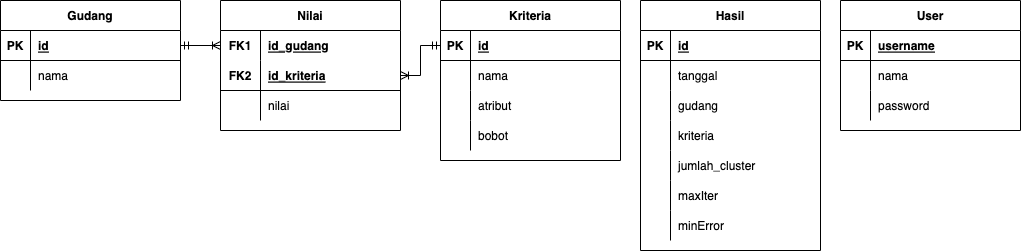 Gudang
PK id
nama
Nilai
FK1 id_gudang
FK2 id_kriteria
nilai
Kriteria
PK id
nama
atribut
bobot
Hasil
PK id
tanggal
gudang
kriteria
jumlah_cluster
maxIter
minError
User
PK username
nama
password